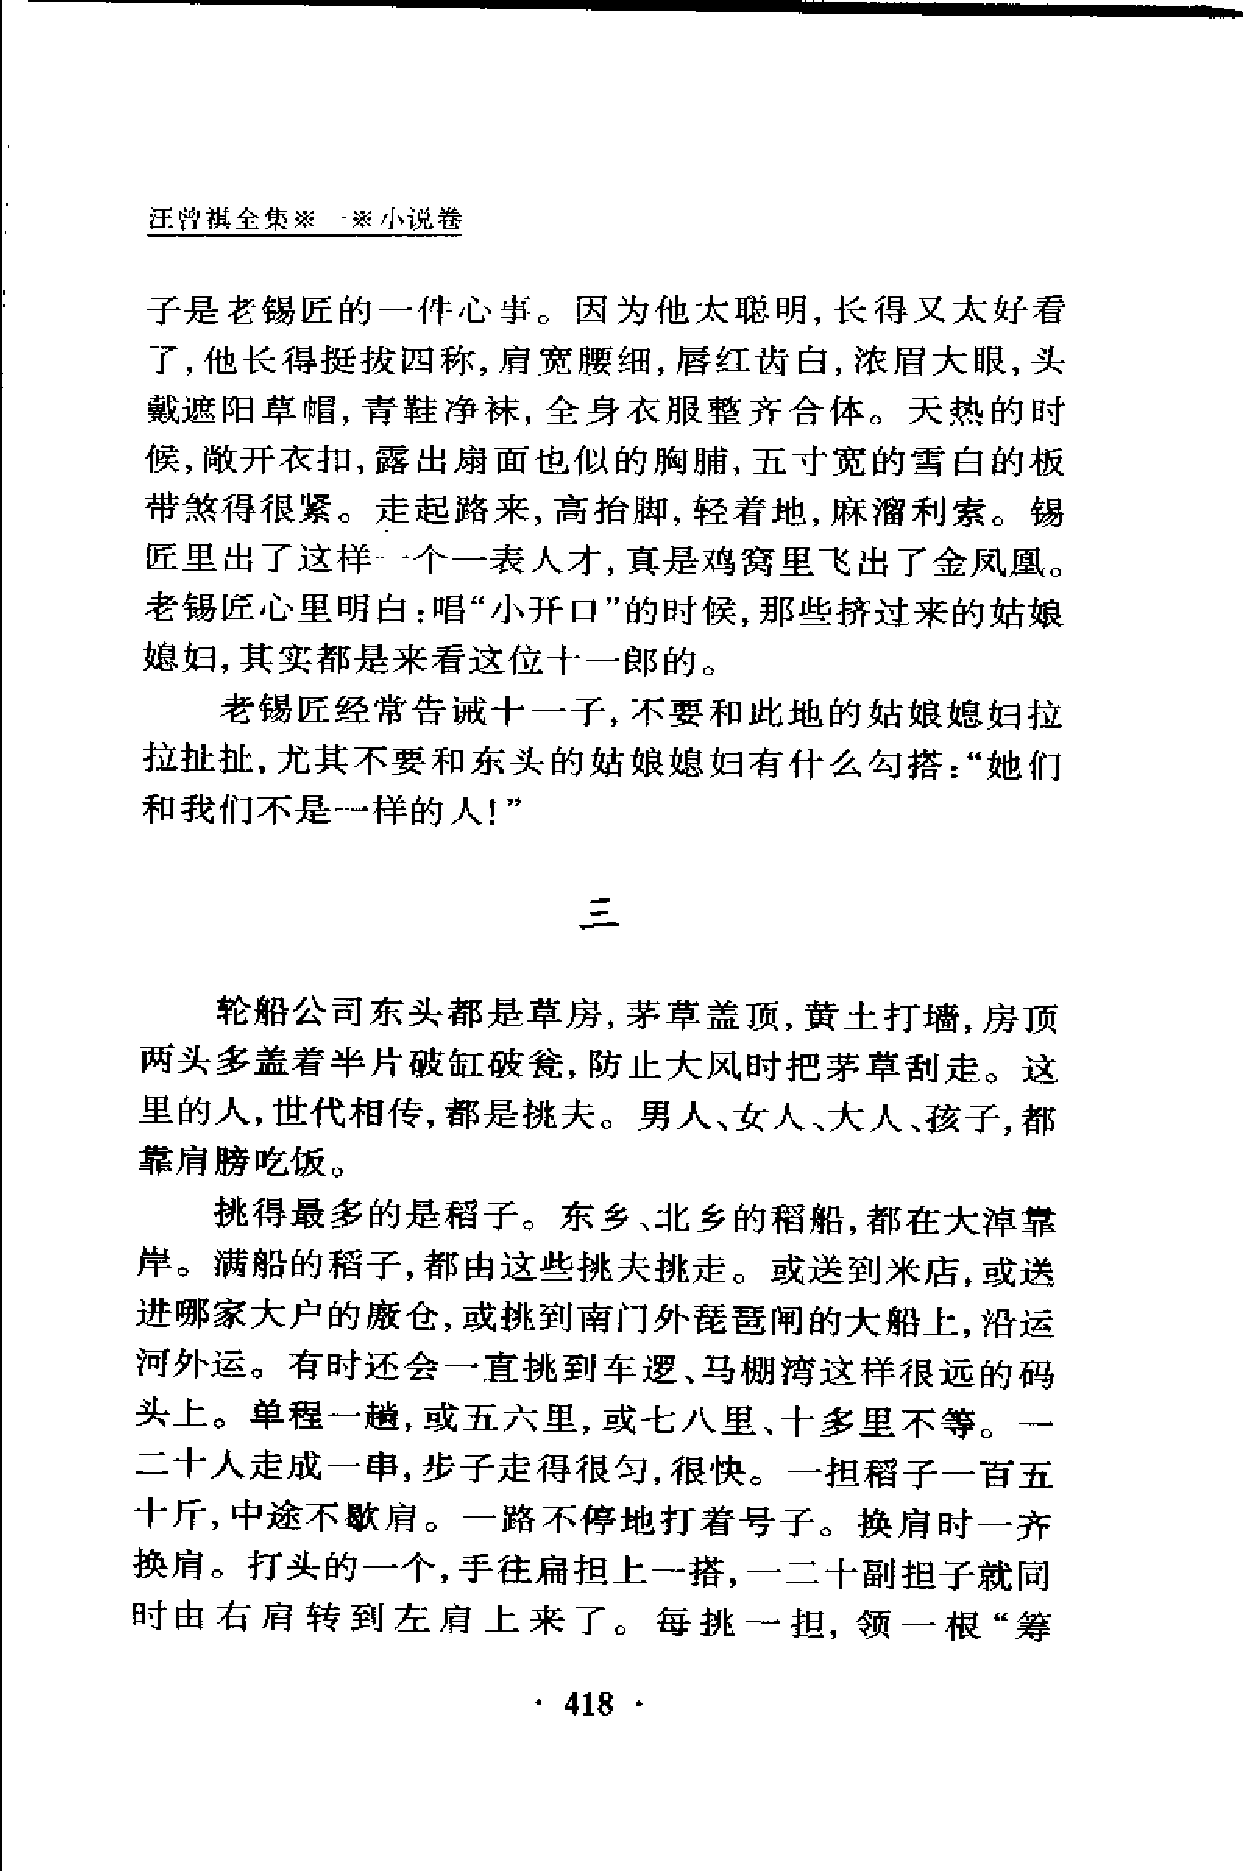 汪曾祺全集※一※小说卷
子是老锡匠的一件心事。因为他太聪明,长得又太好看
了,他长得挺拔四称,肩宽腰细,唇红齿白,浓眉大眼,头
戴遮阳草帽,青鞋净袜,全身衣服整齐合体。天热的时
候,敞开衣扣,露出扇面也似的胸脯,五寸宽的雪白的板
带煞得很紧。走起路来,高抬脚,轻着地,麻溜利索。锡
匠里出了这样一个一表人才,真是鸡窝里飞出了金凤凰。
老锡匠心里明白:唱“小开口”的时候,那些挤过来的姑娘
媳妇,其实都是来看这位十一郎的。
老锡匠经常告诫十一子,不要和此地的姑娘媳妇拉
拉扯扯,尤其不要和东头的姑娘媳妇有什么勾搭:“她们
和我们不是一样的人!”
三
轮船公司东头都是草房,茅草盖顶,黄土打墙,房顶
两头多盖着半片破缸破瓮,防止大风时把茅草刮走。这
里的人,世代相传,都是挑夫。男人、女人、大人、孩子,都
靠肩膀吃饭。
挑得最多的是稻子。东乡、北乡的稻船,都在大淖靠
岸。满船的稻子,都由这些挑夫挑走。或送到米店,或送
进哪家大户的廒仓,或挑到南门外琵琶闸的大船上,沿运
河外运。有时还会一直挑到车逻、马棚湾这样很远的码
头上。单程一趟,或五六里,或七八里、十多里不等。一
二十人走成一串,步子走得很匀,很快。一担稻子一百五
十斤,中途不歇肩。一路不停地打着号子。换肩时一齐
换肩。打头的一个,手往扁担上一搭,一二十副担子就同
时由右肩转到左肩上来了。每挑一担,领一根“筹
· 418 ·